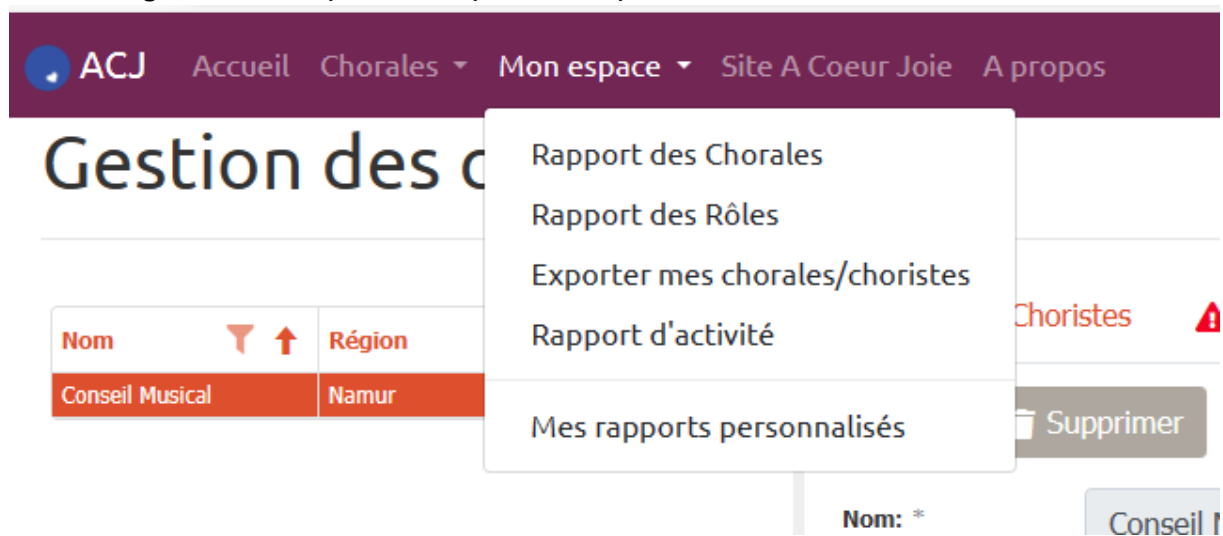 ACJ Accueil Chorales Mon espace Site A Coeur Joie A propos
Gestion des
Rapport des Chorales
Rapport des Rôles
Exporter mes chorales/choristes
Rapport d'activité
Mes rapports personnalisés
Nom Région
Conseil Musical Namur
Choristes
Supprimer
Nom: *
Conseil